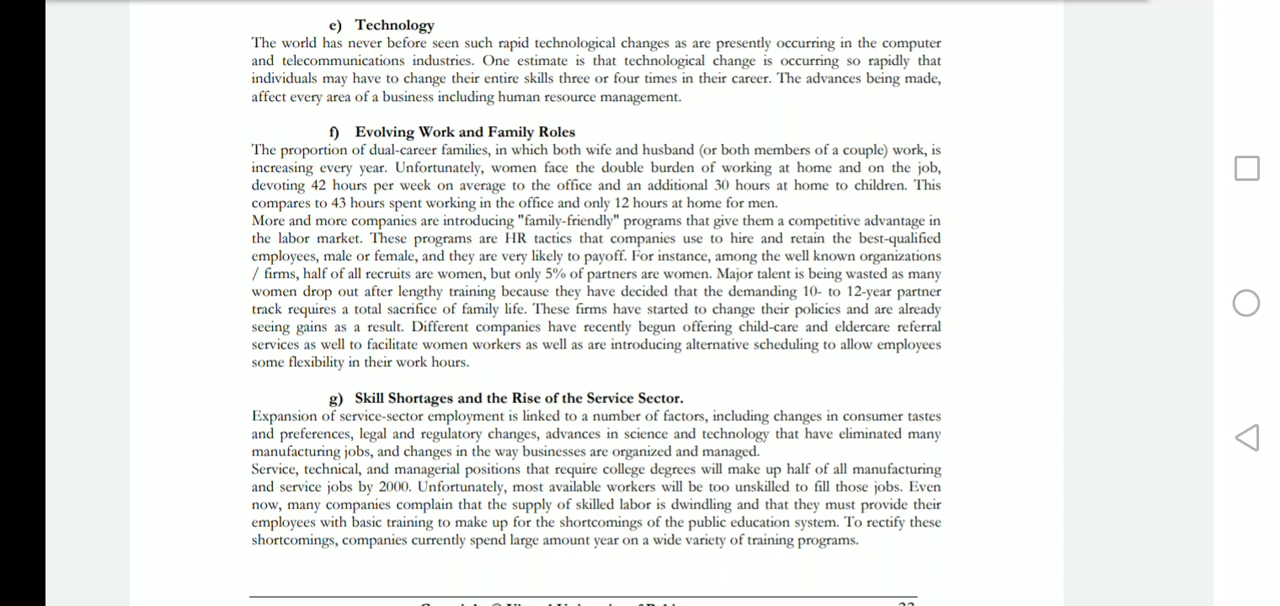 e) Technology
The world has never before seen such rapid technological changes as are presently occurring in the computer
and telecommunications industries. One estimate is that technological change is occurring so rapidly that
individuals may have to change their entire skills three or four times in their career. The advances being made,
affect every area of a business including human resource management.
f) Evolving Work and Family Roles
The proportion of dual-career families, in which both wife and husband (or both members of a couple) work, is
increasing every year. Unfortunately, women face the double burden of working at home and on the job,
devoting 42 hours per week on average to the office and an additional 30 hours at home to children. This
compares to 43 hours spent working in the office and only 12 hours at home for men.
More and more companies are introducing "family-friendly" programs that give them a competitive advantage in
the labor market. These programs are HR tactics that companies use to hire and retain the best-qualified
employees, male or female, and they are very likely to payoff. For instance, among the well known organizations
/ firms, half of all recruits are women, but only 5% of partners are women. Major talent is being wasted as many
women drop out after lengthy training because they have decided that the demanding 10- to 12-year partner
track requires a total sacrifice of family life. These firms have started to change their policies and are already
seeing gains as a result. Different companies have recently begun offering child-care and eldercare referral
services as well to facilitate women workers as well as are introducing alternative scheduling to allow employees
some flexibility in their work hours.
g) Skill Shortages and the Rise of the Service Sector.
Expansion of service-sector employment is linked to a number of factors, including changes in consumer tastes
and preferences, legal and regulatory changes, advances in science and technology that have eliminated many
manufacturing jobs, and changes in the way businesses are organized and managed.
Service, technical, and managerial positions that require college degrees will make up half of all manufacturing
and service jobs by 2000. Unfortunately, most available workers will be too unskilled to fill those jobs. Even
now, many companies complain that the supply of skilled labor is dwindling and that they must provide their
employees with basic training to make up for the shortcomings of the public education system. To rectify these
shortcomings, companies currently spend large amount year on a wide variety of training programs.